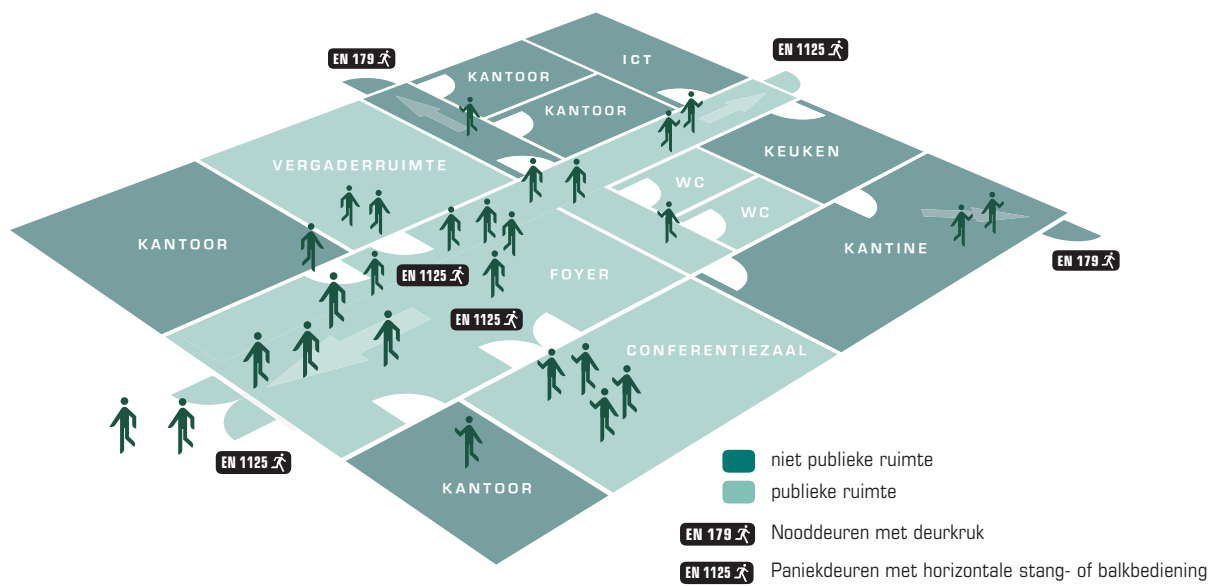 EN 1125
EN 179
ICT
KANTOOR
KANTOOR
KEUKEN
VERGADERRUIMTE
WC
WC
KANTOOR
KANTINE
EN 1125
FOYER
EN 179
EN 1125
CONFERENTIEZAAL
EN 1125
KANTOOR
niet publieke ruimte
publieke ruimte
EN 179 Nooddeuren met deurkruk
EN 1125 Paniekdeuren met horizontale stang- of balkbediening